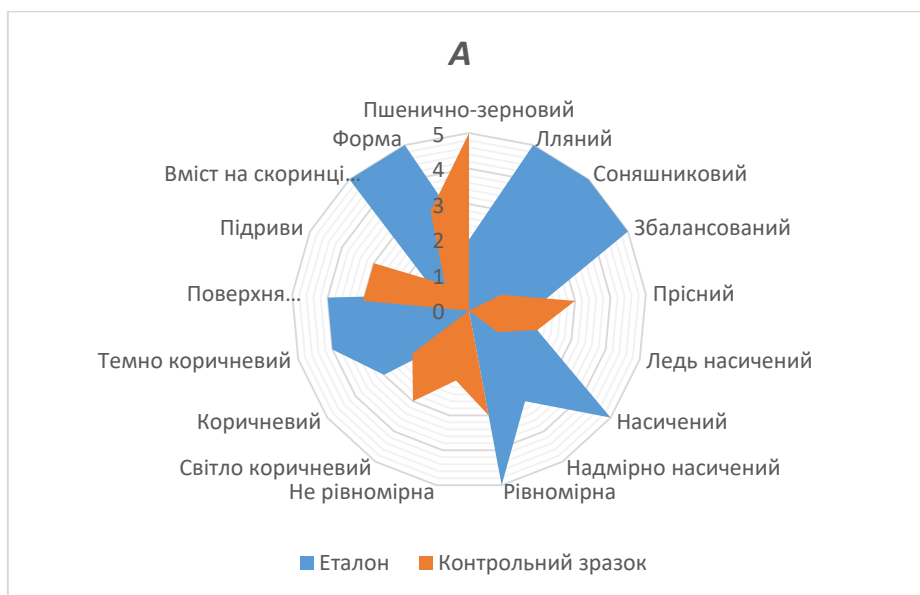 А
Пшенично-зерновий
Лляний
Соняшниковий
Збалансований
Прісний
Ледь насичений
Насичений
Надмірно насичений
Рівномірна
Не рівномірна
Світло коричневий
Коричневий
Темно коричневий
Поверхня...
Підриви
Вміст на скоринці...
Форма
5
4
3
2
1
0
Еталон
Контрольний зразок